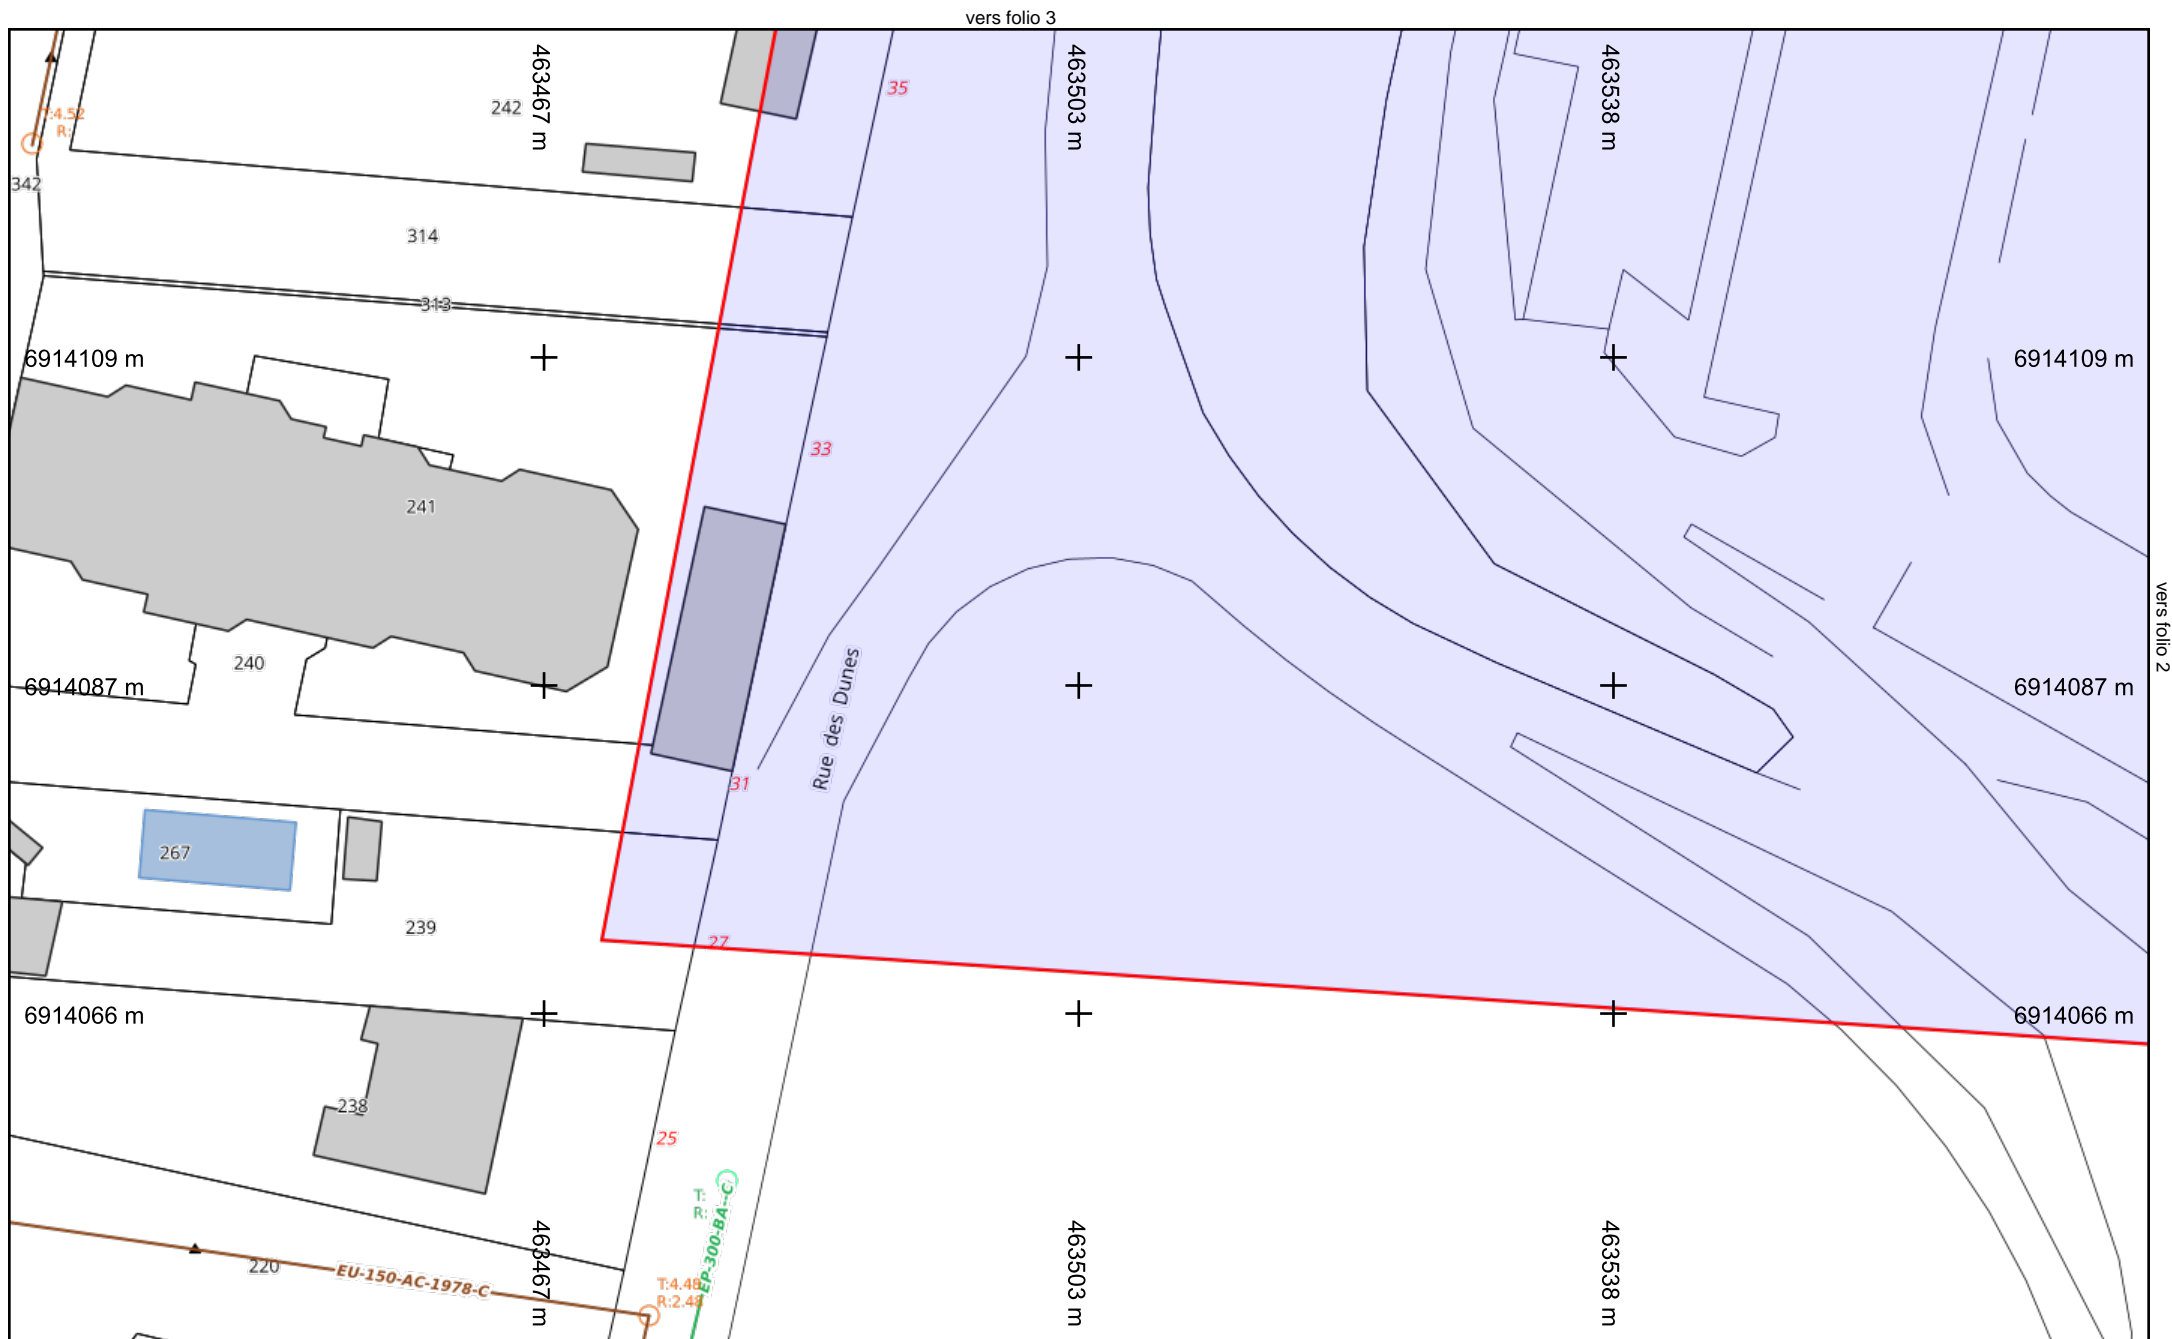 vers folio 3
463467 m
463503 m
463538 m
35
242
T:4.52
R:
342
314
313
6914109 m
6914109 m
33
241
vers folio 2
240
6914087 m
6914087 m
Rue des Dunes
31
267
239
27
6914066 m
6914066 m
238
25
T:
R:
EP-300-BA--C
463467 m
463503 m
463538 m
220
EU-150-AC-1978-C
T:4.48
R:2.48